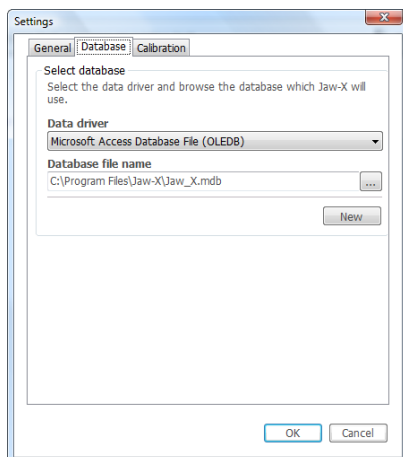 Settings
General Database Calibration
Select database
Select the data driver and browse the database which Jaw-X will
use.
Data driver
Microsoft Access Database File (OLEDB)
Database file name
C:\Program Files\Jaw-X\Jaw_X.mdb ...
New
OK Cancel